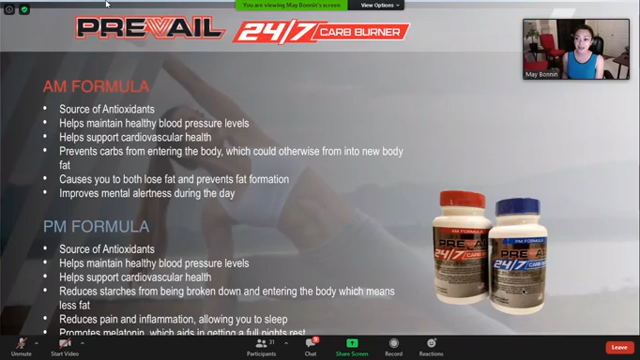 You are viewing May Bonnin's screen
View Options
PREVAIL 24/7 CARB BURNER
May Bonnin
AM FORMULA
• Source of Antioxidants
• Helps maintain healthy blood pressure levels
• Helps support cardiovascular health
• Prevents carbs from entering the body, which could otherwise from into new body
fat
• Causes you to both lose fat and prevents fat formation
• Improves mental alertness during the day
PM FORMULA
• Source of Antioxidants
• Helps maintain healthy blood pressure levels
• Helps support cardiovascular health
• Reduces starches from being broken down and entering the body which means
less fat
• Reduces pain and inflammation, allowing you to sleep
• Promotes melatonin, which aids in getting a full nights rest
AM FORMULA
PREVAIL
24/7
PM FORMULA
PREVAIL
24/7
Unmute
Start Video
31
Participants
Chat
Share Screen
Record
Reactions
Leave